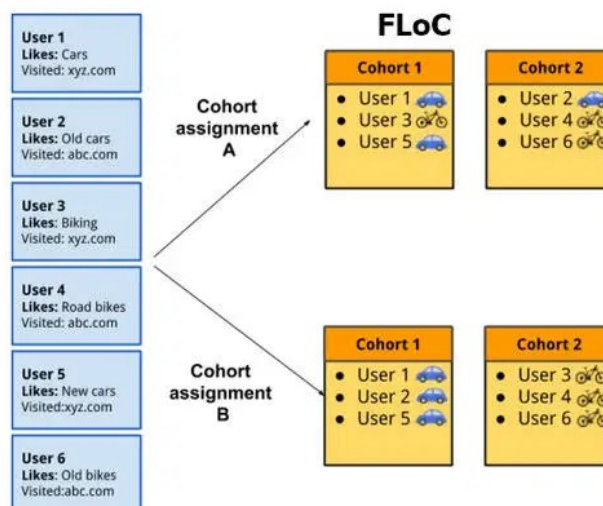 FLoC
User 1
Likes: Cars
Visited: xyz.com
User 2
Likes: Old cars
Visited: abc.com
User 3
Likes: Biking
Visited: xyz.com
User 4
Likes: Road bikes
Visited: abc.com
User 5
Likes: New cars
Visited:xyz.com
User 6
Likes: Old bikes
Visited:abc.com
Cohort
assignment
A
Cohort 1
• User 1
• User 3
• User 5
Cohort 2
• User 2
• User 4
• User 6
Cohort
assignment
B
Cohort 1
• User 1
• User 2
• User 5
Cohort 2
• User 3
• User 4
• User 6